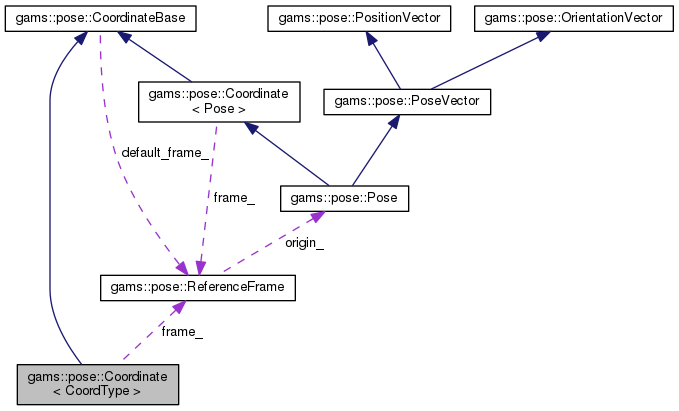 gams::pose::CoordinateBase
gams::pose::PositionVector
gams::pose::OrientationVector
gams::pose::Coordinate
< Pose >
gams::pose::PoseVector
default_frame_
frame_
gams::pose::Pose
origin_
gams::pose::ReferenceFrame
frame_
gams::pose::Coordinate
< CoordType >